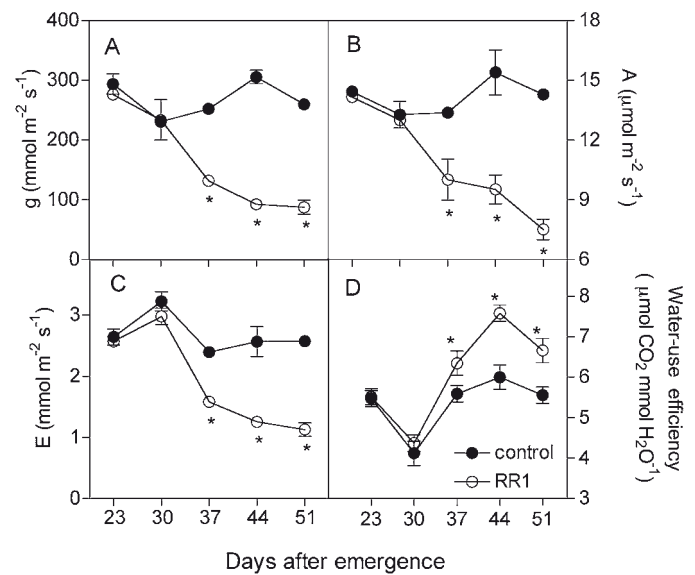 400
300
200
100
0
g (mmol m⁻² s⁻¹)
A
*
*
*
B
*
*
*
18
15
12
9
6
A (μmol m⁻² s⁻¹)
3
2
1
0
E (mmol m⁻² s⁻¹)
C
*
*
*
D
*
*
*
control
RR1
8
7
6
5
4
3
Water-use efficiency
( μmol CO₂ mmol H₂O⁻¹)
23 30 37 44 51 23 30 37 44 51
Days after emergence